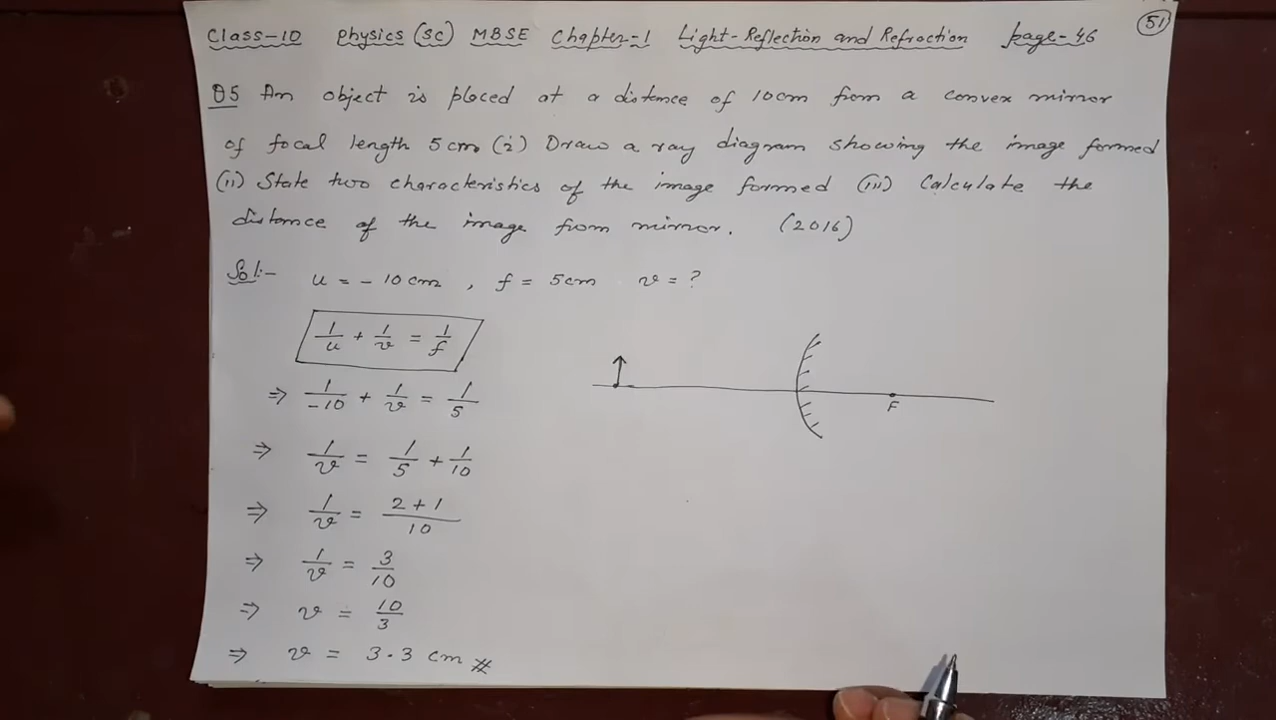 Class-10 Physics (SC) MBSE Chapter-1 Light-Reflection and Refraction page-46 51
Q5 An object is placed at a distance of 10cm from a convex mirror
of focal length 5cm (i) Draw a ray diagram showing the image formed
(ii) State two characteristics of the image formed (iii) Calculate the
distance of the image from mirror. (2016)
Sol:-
u = - 10 cm , f = 5cm v = ?
1/u + 1/v = 1/f
⇒ 1/-10 + 1/v = 1/5
⇒ 1/v = 1/5 + 1/10
⇒ 1/v = 2+1/10
⇒ 1/v = 3/10
⇒ v = 10/3
⇒ v = 3.3 cm #
F